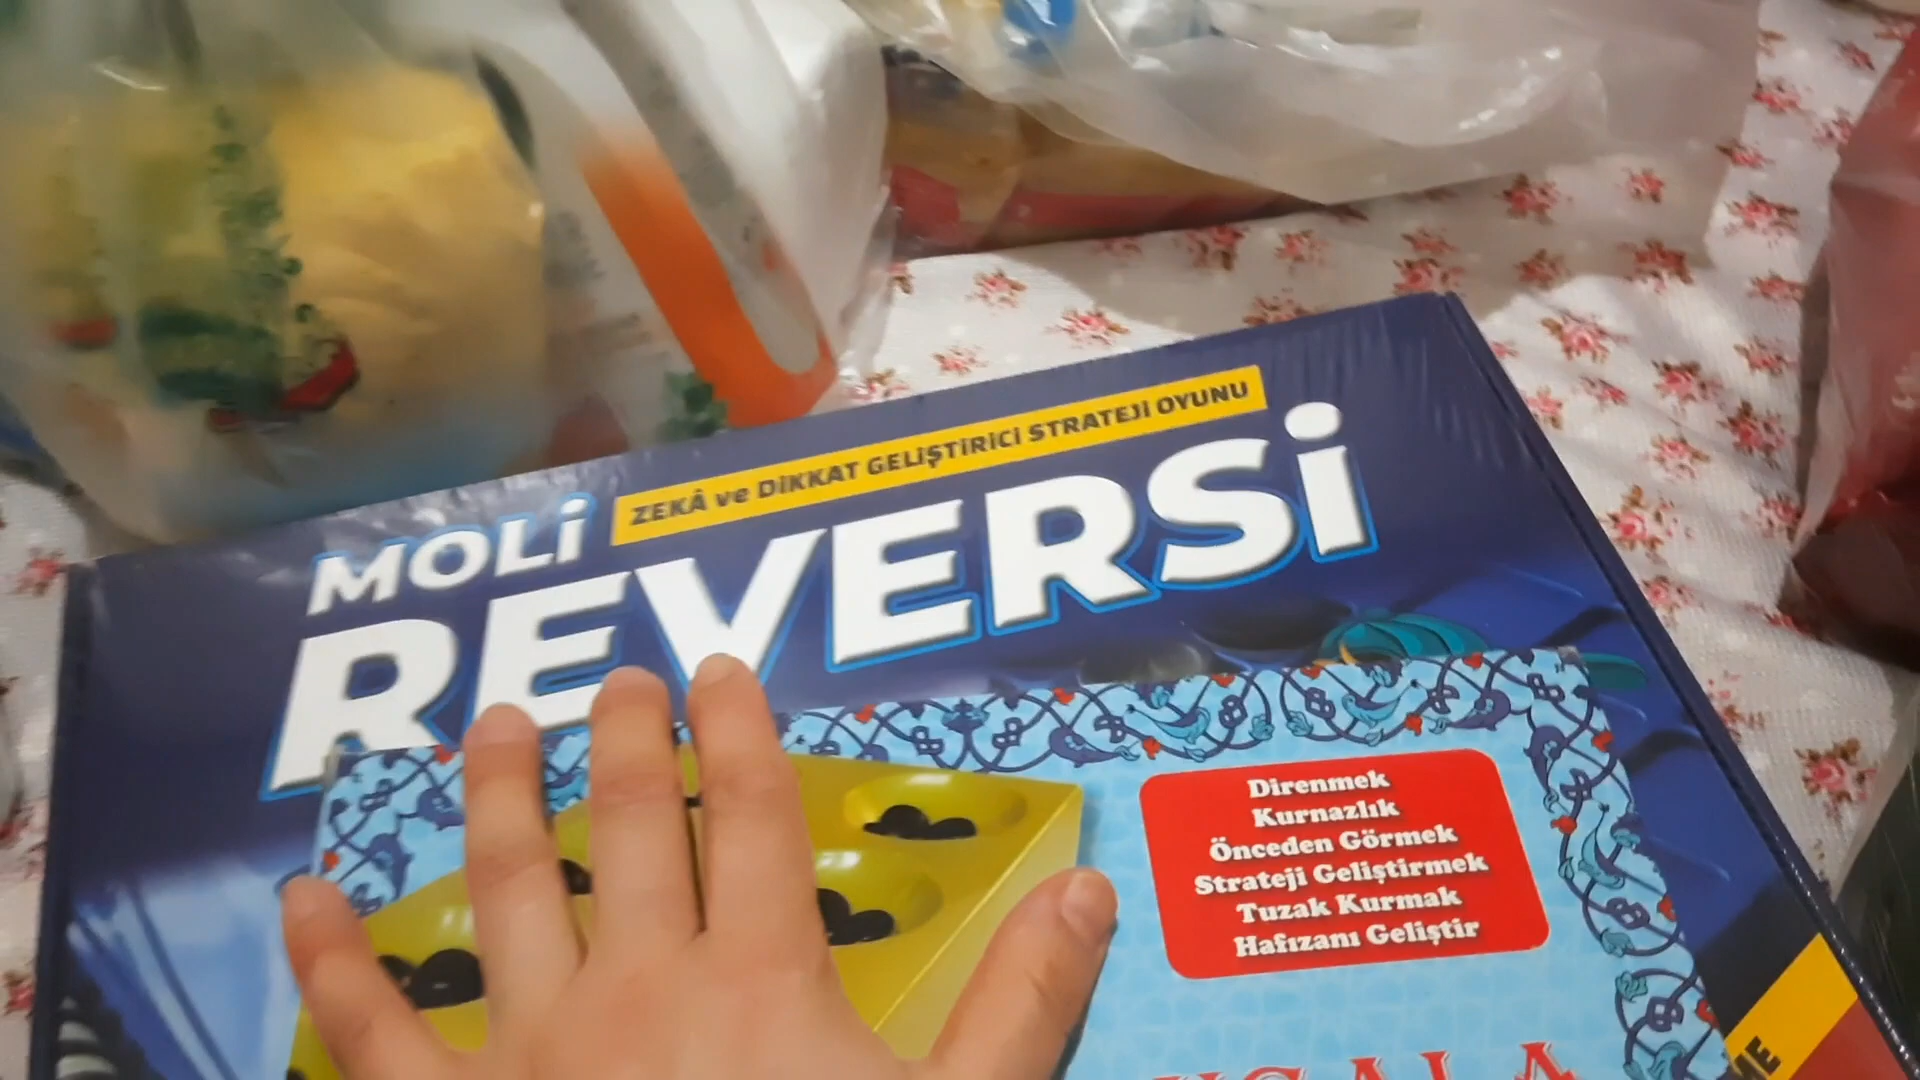 MOLİ
ZEKÂ ve DİKKAT GELİŞTİRİCİ STRATEJİ OYUNU
REVERSİ
Direnmek
Kurnazlık
Önceden Görmek
Strateji Geliştirmek
Tuzak Kurmak
Hafızanı Geliştir